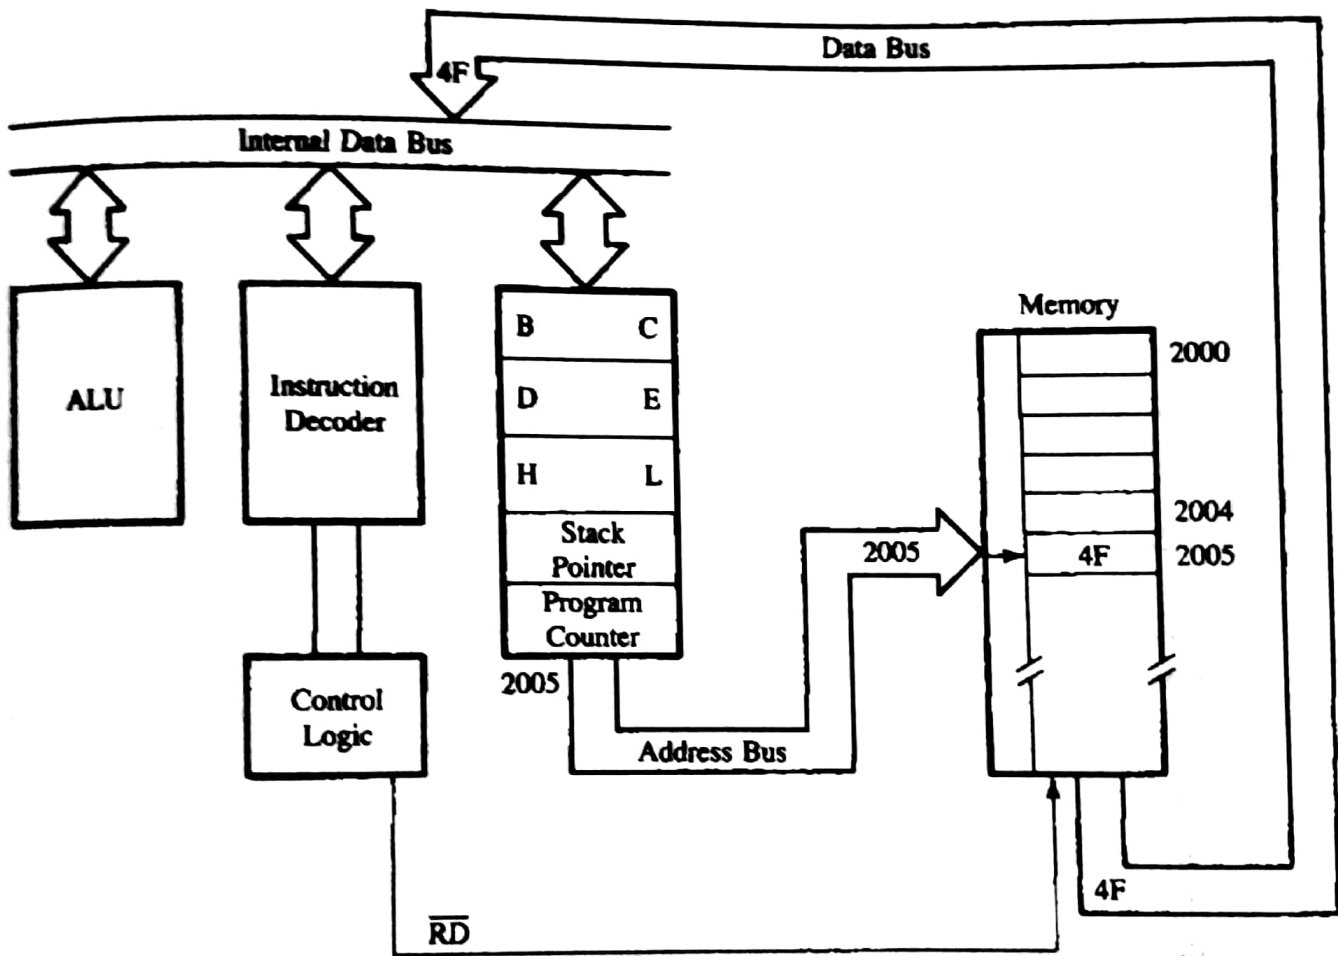 Data Bus
4F
Internal Data Bus
ALU
Instruction
Decoder
B C
D E
H L
Stack
Pointer
Program
Counter
2005
Control
Logic
Address Bus
2005
Memory
2000
2004
4F 2005
4F
R̅D̅